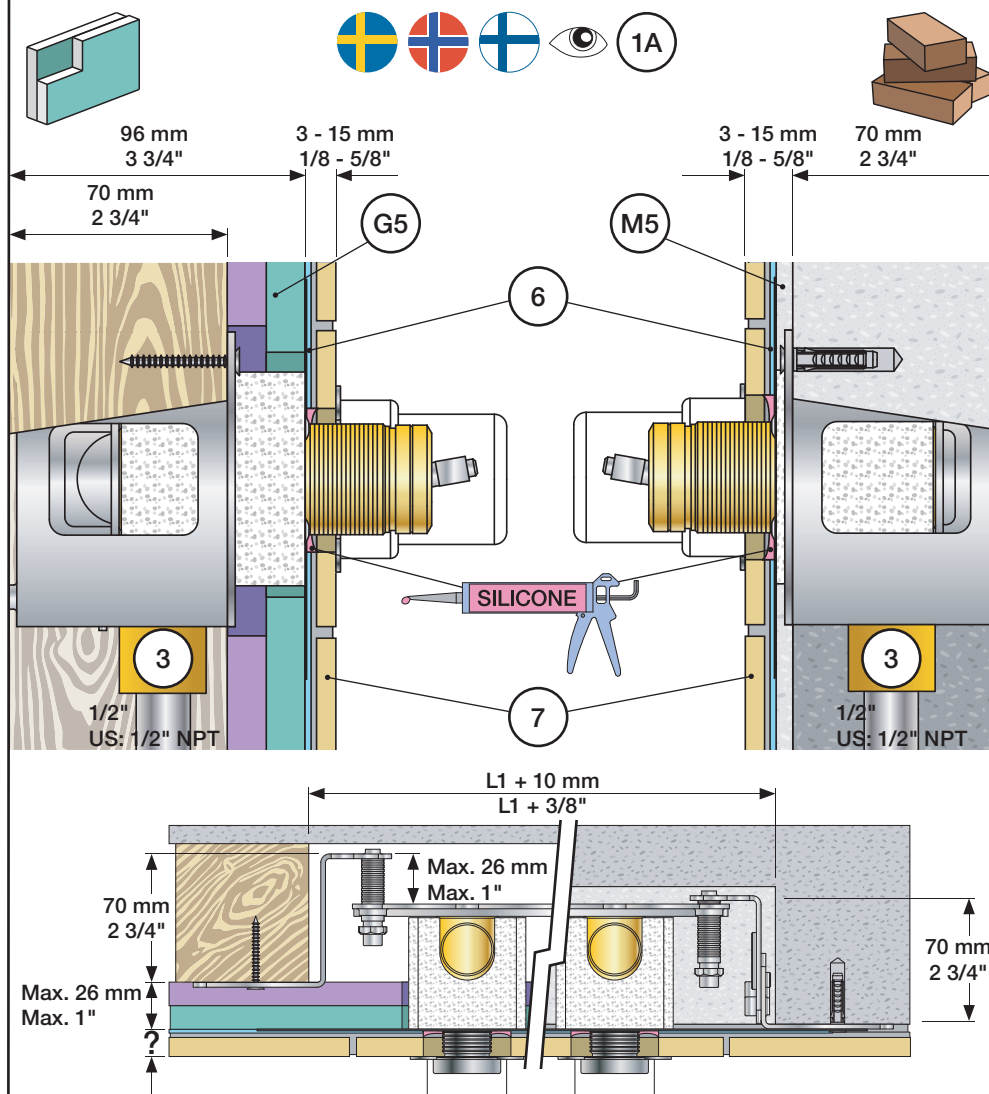 1A
96 mm
3 3/4"
3 - 15 mm
1/8 - 5/8"
3 - 15 mm
1/8 - 5/8"
70 mm
2 3/4"
70 mm
2 3/4"
G5
M5
6
SILICONE
3
3
1/2"
US: 1/2" NPT
7
1/2"
US: 1/2" NPT
L1 + 10 mm
L1 + 3/8"
Max. 26 mm
Max. 1"
70 mm
2 3/4"
70 mm
2 3/4"
Max. 26 mm
Max. 1"
?